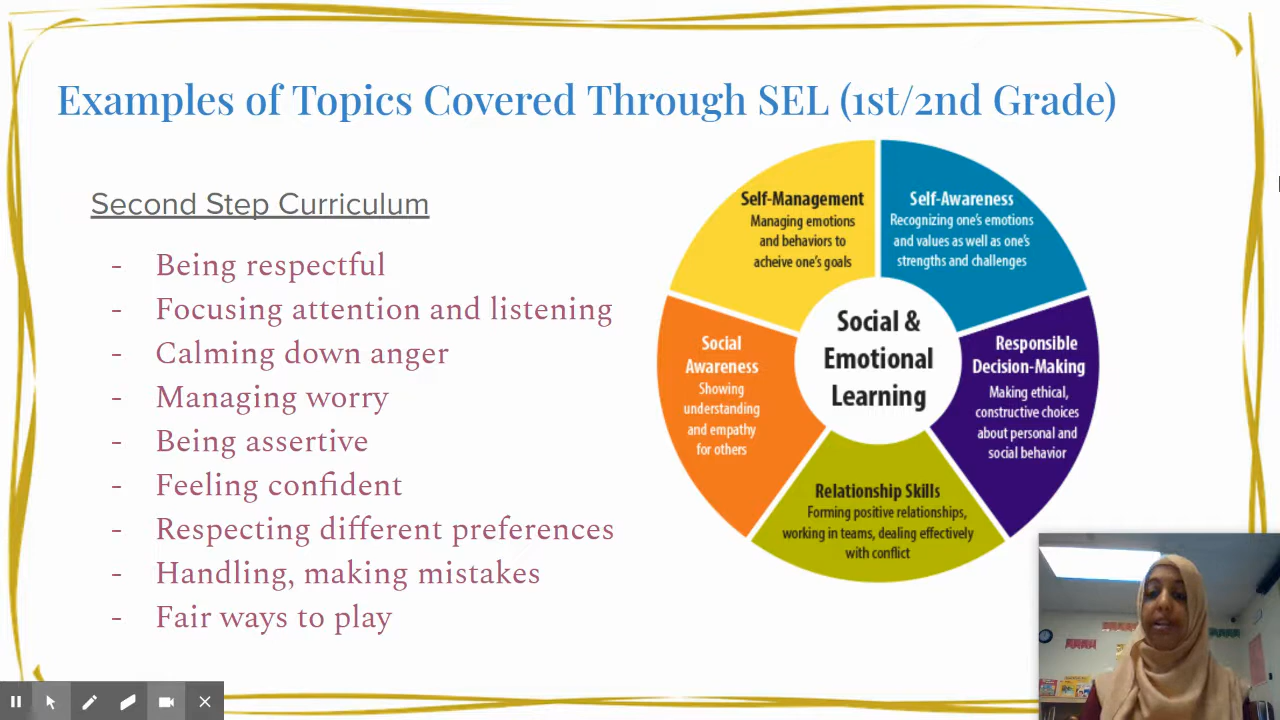 Examples of Topics Covered Through SEL (1st/2nd Grade)
Second Step Curriculum
- Being respectful
- Focusing attention and listening
- Calming down anger
- Managing worry
- Being assertive
- Feeling confident
- Respecting different preferences
- Handling, making mistakes
- Fair ways to play
Self-Management
Managing emotions
and behaviors to
acheive one's goals
Self-Awareness
Recognizing one's emotions
and values as well as one's
strengths and challenges
Social
Awareness
Showing
understanding
and empathy
for others
Social &
Emotional
Learning
Responsible
Decision-Making
Making ethical,
constructive choices
about personal and
social behavior
Relationship Skills
Forming positive relationships,
working in teams, dealing effectively
with conflict